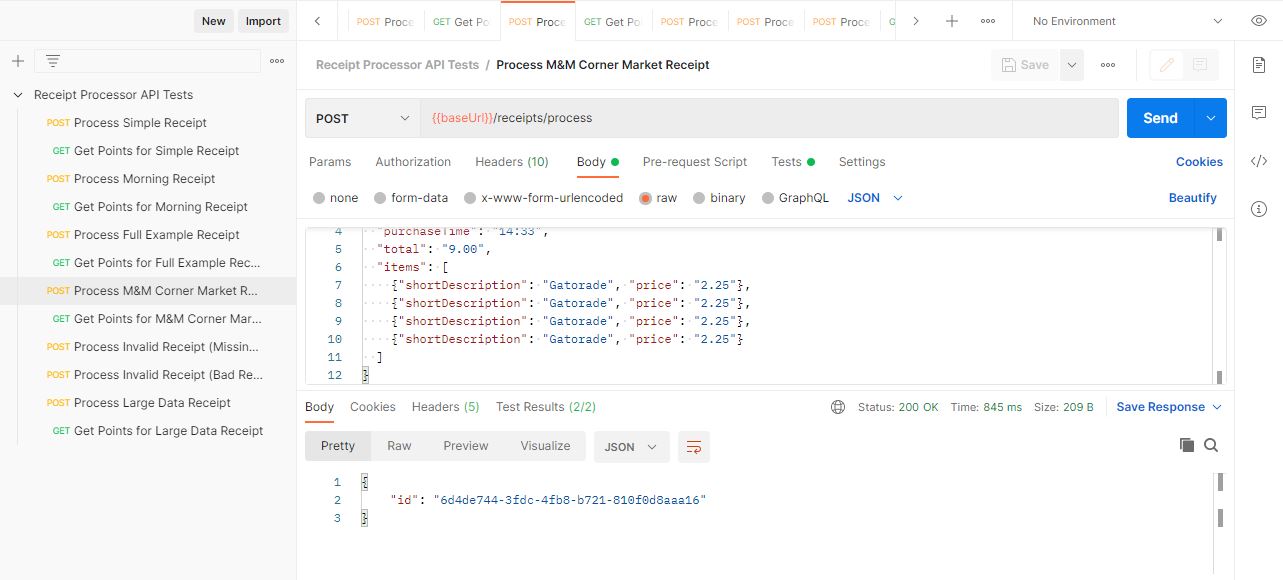 New Import
POST Proce GET Get Po POST Proce GET Get Po POST Proce POST Proce POST Proce G No Environment
Receipt Processor API Tests / Process M&M Corner Market Receipt Save
Receipt Processor API Tests
POST Process Simple Receipt
GET Get Points for Simple Receipt
POST Process Morning Receipt
GET Get Points for Morning Receipt
POST Process Full Example Receipt
GET Get Points for Full Example Rec...
POST Process M&M Corner Market R...
GET Get Points for M&M Corner Mar...
POST Process Invalid Receipt (Missin...
POST Process Invalid Receipt (Bad Re...
POST Process Large Data Receipt
GET Get Points for Large Data Receipt
POST {{baseUrl}}/receipts/process Send
Params Authorization Headers (10) Body Pre-request Script Tests Settings Cookies
none form-data x-www-form-urlencoded raw binary GraphQL JSON Beautify
4 "purchaseTime": "14:33",
5 "total": "9.00",
6 "items": [
7 {"shortDescription": "Gatorade", "price": "2.25"},
8 {"shortDescription": "Gatorade", "price": "2.25"},
9 {"shortDescription": "Gatorade", "price": "2.25"},
10 {"shortDescription": "Gatorade", "price": "2.25"}
11 ]
12 }
Body Cookies Headers (5) Test Results (2/2) Status: 200 OK Time: 845 ms Size: 209 B Save Response
Pretty Raw Preview Visualize JSON
1 {
2 "id": "6d4de744-3fdc-4fb8-b721-810f0d8aaa16"
3 }